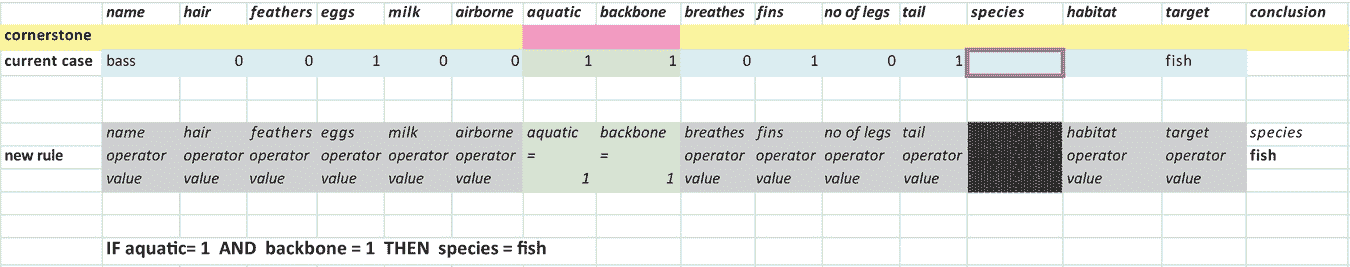 name hair feathers eggs milk airborne aquatic backbone breathes fins no of legs tail species habitat target conclusion
cornerstone
current case bass 0 0 1 0 0 1 1 0 1 0 1 fish
name hair feathers eggs milk airborne aquatic backbone breathes fins no of legs tail habitat target species
new rule operator operator operator operator operator operator = = operator operator operator operator operator operator fish
value value value value value value 1 1 value value value value value value
IF aquatic= 1 AND backbone = 1 THEN species = fish